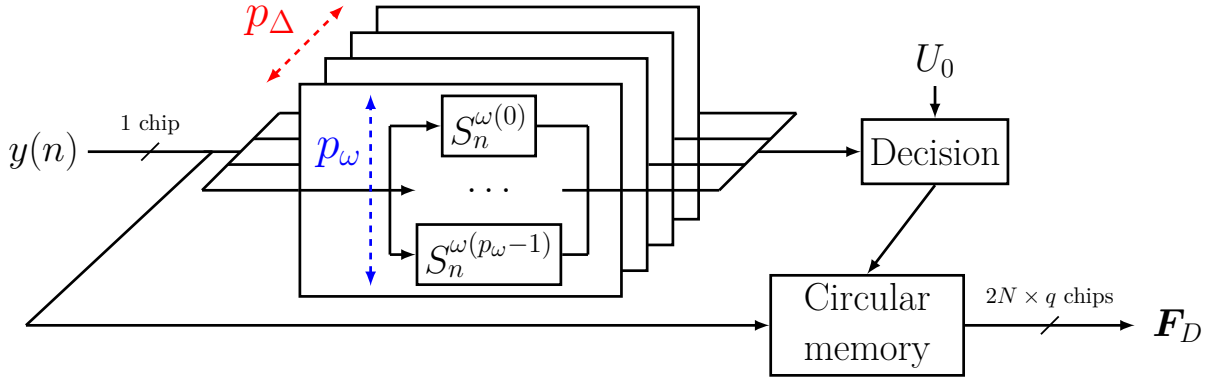 p_Δ
U_0
1 chip
y(n)
p_ω
S_n^{ω(0)}
Decision
· · ·
S_n^{ω(p_ω−1)}
Circular
memory
2N × q chips
F_D